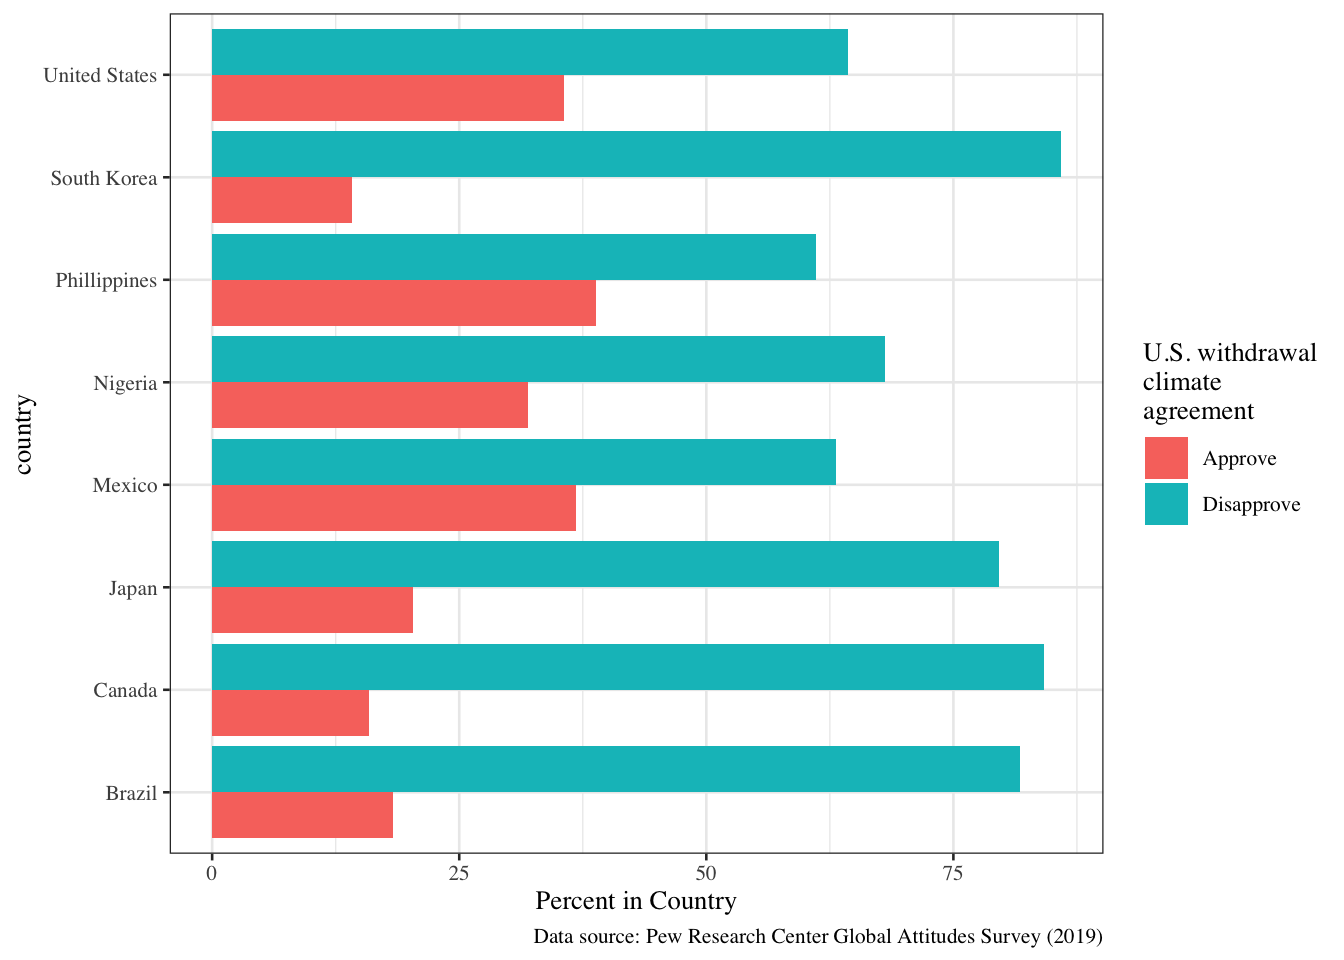 United States
South Korea
Phillippines
Nigeria
Mexico
Japan
Canada
Brazil
country
0 25 50 75
Percent in Country
Data source: Pew Research Center Global Attitudes Survey (2019)
U.S. withdrawal
climate
agreement
Approve
Disapprove